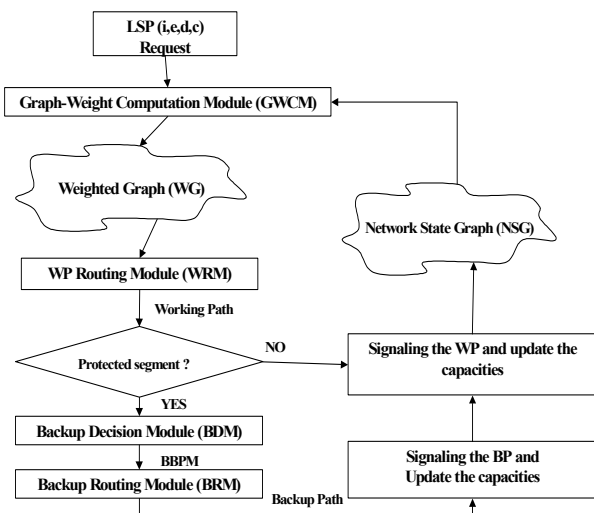 LSP (i,e,d,c)
Request
Graph-Weight Computation Module (GWCM)
Weighted Graph (WG)
Network State Graph (NSG)
WP Routing Module (WRM)
Working Path
Protected segment ?
NO
Signaling the WP and update the
capacities
YES
Backup Decision Module (BDM)
BBPM
Signaling the BP and
Update the capacities
Backup Routing Module (BRM)
Backup Path